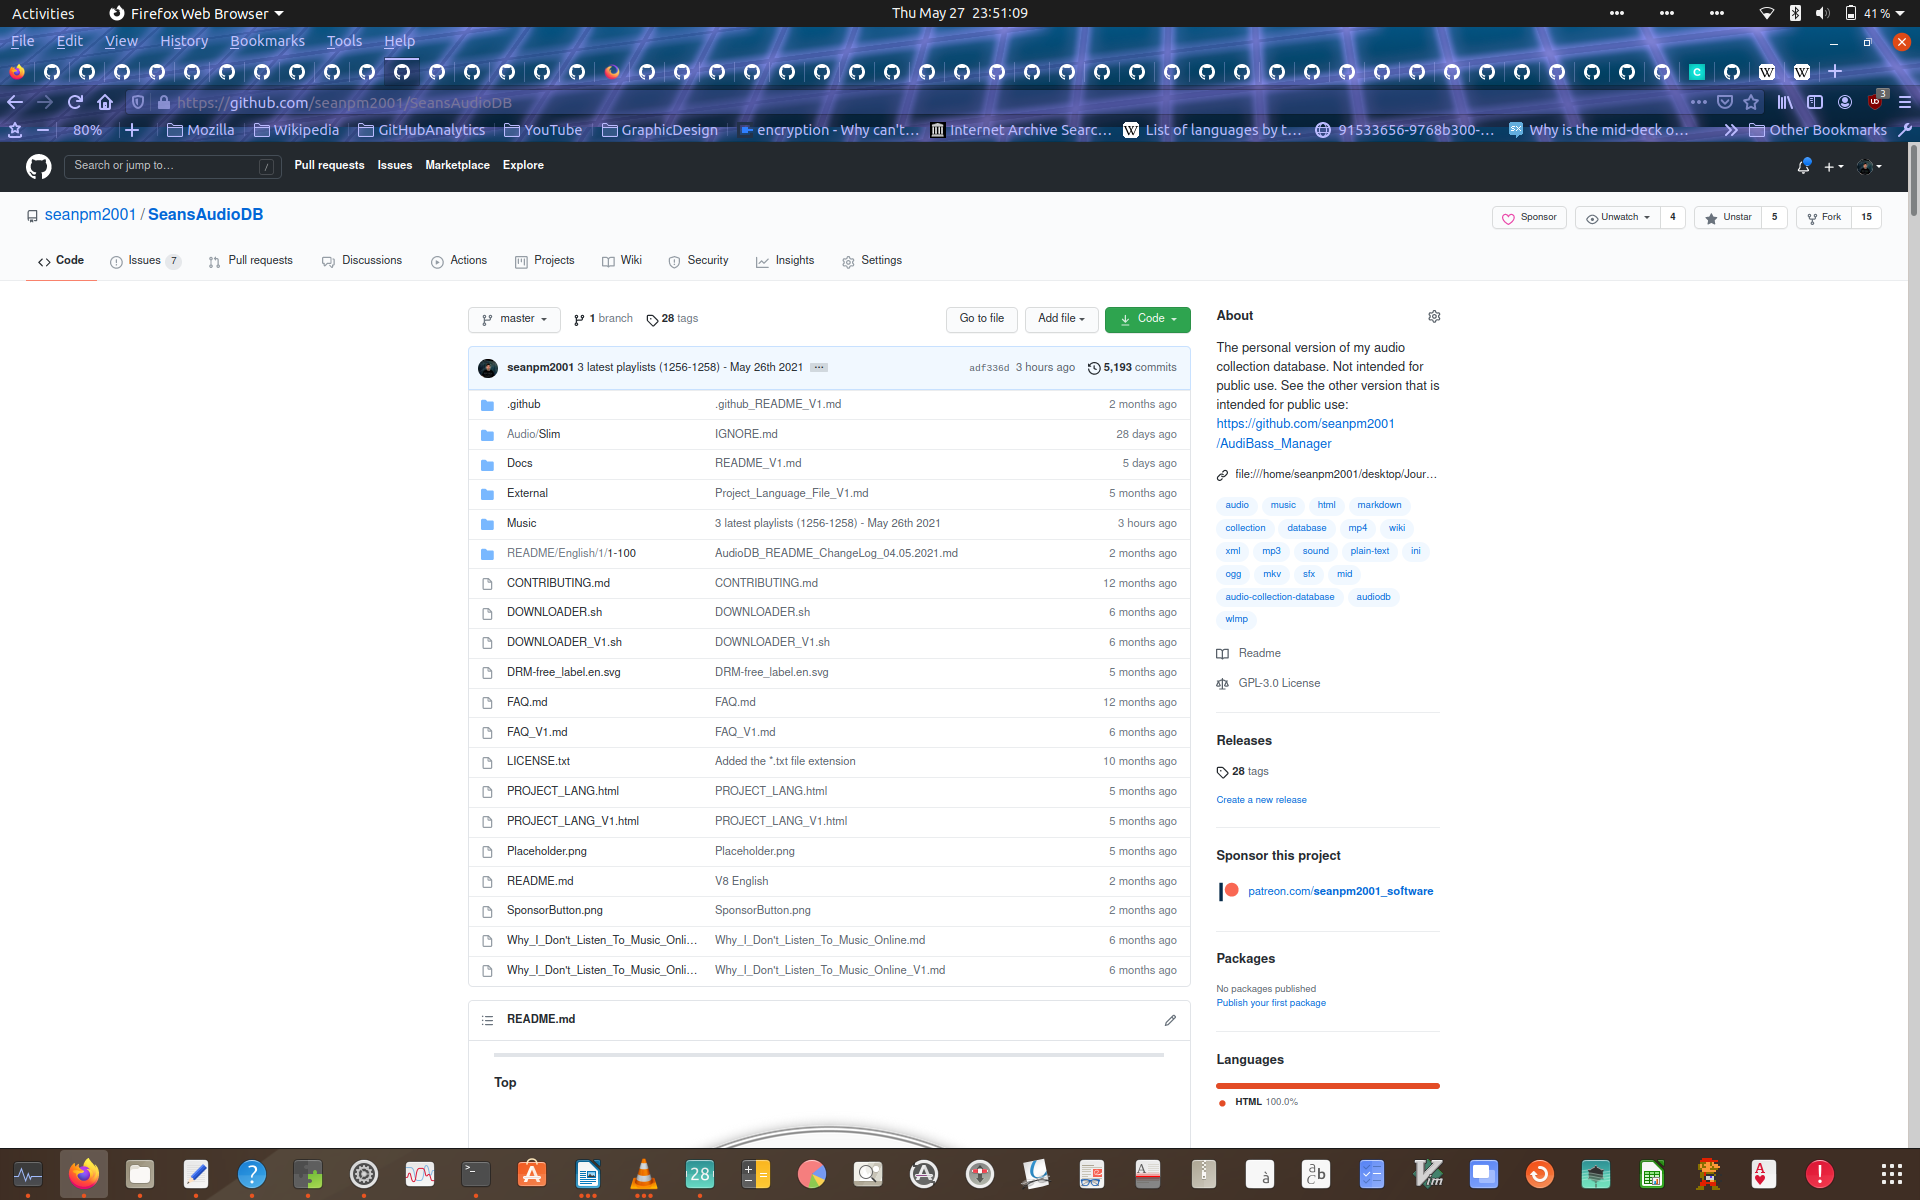 Activities Firefox Web Browser Thu May 27 23:51:09 41 %
File Edit View History Bookmarks Tools Help
https://github.com/seanpm2001/SeansAudioDB 3
80% Mozilla Wikipedia GitHubAnalytics YouTube GraphicDesign encryption - Why can't… Internet Archive Searc… List of languages by t… 91533656-9768b300-… Why is the mid-deck o… Other Bookmarks
Search or jump to… / Pull requests Issues Marketplace Explore
seanpm2001 / SeansAudioDB Sponsor Unwatch 4 Unstar 5 Fork 15
Code Issues 7 Pull requests Discussions Actions Projects Wiki Security Insights Settings
master 1 branch 28 tags Go to file Add file Code
seanpm2001 3 latest playlists (1256-1258) - May 26th 2021 ... adf336d 3 hours ago 5,193 commits
.github .github_README_V1.md 2 months ago
Audio/Slim IGNORE.md 28 days ago
Docs README_V1.md 5 days ago
External Project_Language_File_V1.md 5 months ago
Music 3 latest playlists (1256-1258) - May 26th 2021 3 hours ago
README/English/1/1-100 AudioDB_README_ChangeLog_04.05.2021.md 2 months ago
CONTRIBUTING.md CONTRIBUTING.md 12 months ago
DOWNLOADER.sh DOWNLOADER.sh 6 months ago
DOWNLOADER_V1.sh DOWNLOADER_V1.sh 6 months ago
DRM-free_label.en.svg DRM-free_label.en.svg 5 months ago
FAQ.md FAQ.md 12 months ago
FAQ_V1.md FAQ_V1.md 6 months ago
LICENSE.txt Added the *.txt file extension 10 months ago
PROJECT_LANG.html PROJECT_LANG.html 5 months ago
PROJECT_LANG_V1.html PROJECT_LANG_V1.html 5 months ago
Placeholder.png Placeholder.png 5 months ago
README.md V8 English 2 months ago
SponsorButton.png SponsorButton.png 2 months ago
Why_I_Don't_Listen_To_Music_Onli… Why_I_Don't_Listen_To_Music_Online.md 6 months ago
Why_I_Don't_Listen_To_Music_Onli… Why_I_Don't_Listen_To_Music_Online_V1.md 6 months ago
README.md
Top
About
The personal version of my audio
collection database. Not intended for
public use. See the other version that is
intended for public use:
https://github.com/seanpm2001
/AudiBass_Manager
file:///home/seanpm2001/desktop/Jour…
audio music html markdown
collection database mp4 wiki
xml mp3 sound plain-text ini
ogg mkv sfx mid
audio-collection-database audiodb
wlmp
Readme
GPL-3.0 License
Releases
28 tags
Create a new release
Sponsor this project
patreon.com/seanpm2001_software
Packages
No packages published
Publish your first package
Languages
HTML 100.0%
28